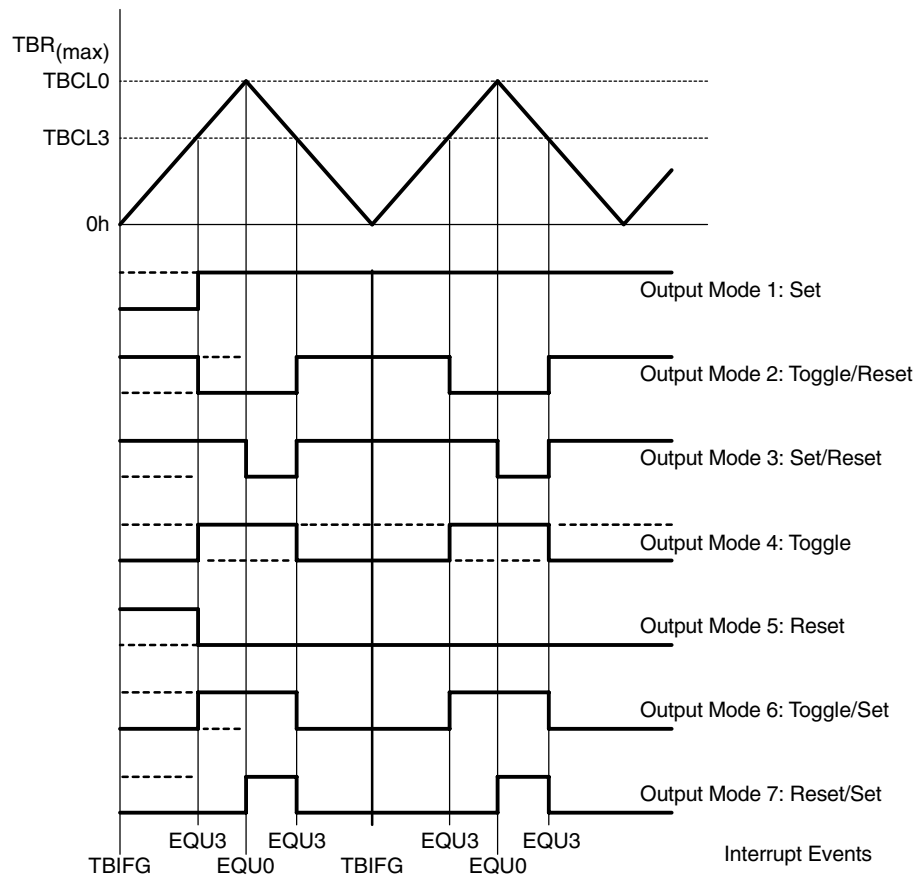 TBR(max)
TBCL0
TBCL3
0h
Output Mode 1: Set
Output Mode 2: Toggle/Reset
Output Mode 3: Set/Reset
Output Mode 4: Toggle
Output Mode 5: Reset
Output Mode 6: Toggle/Set
Output Mode 7: Reset/Set
EQU3 EQU3 EQU3 EQU3
TBIFG EQU0 TBIFG EQU0 Interrupt Events